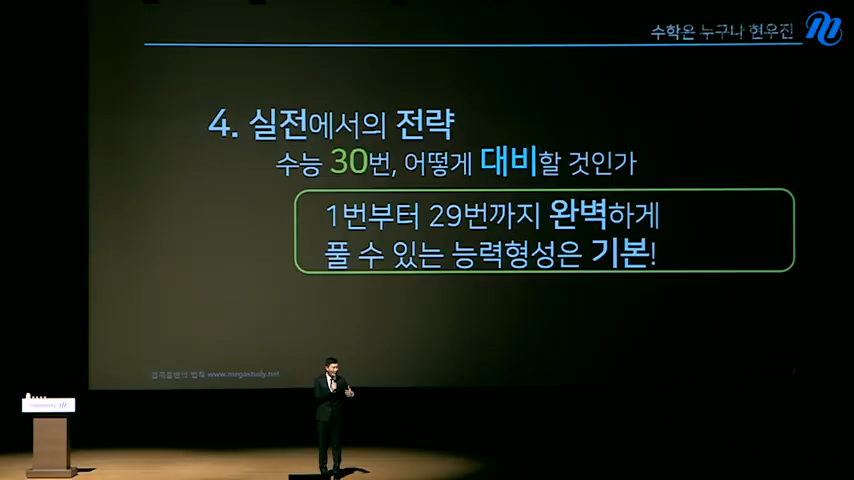 수학은 누구나 현우진
4. 실전에서의 전략
수능 30번, 어떻게 대비할 것인가
1번부터 29번까지 완벽하게
풀 수 있는 능력형성은 기본!
www.megastudy.net